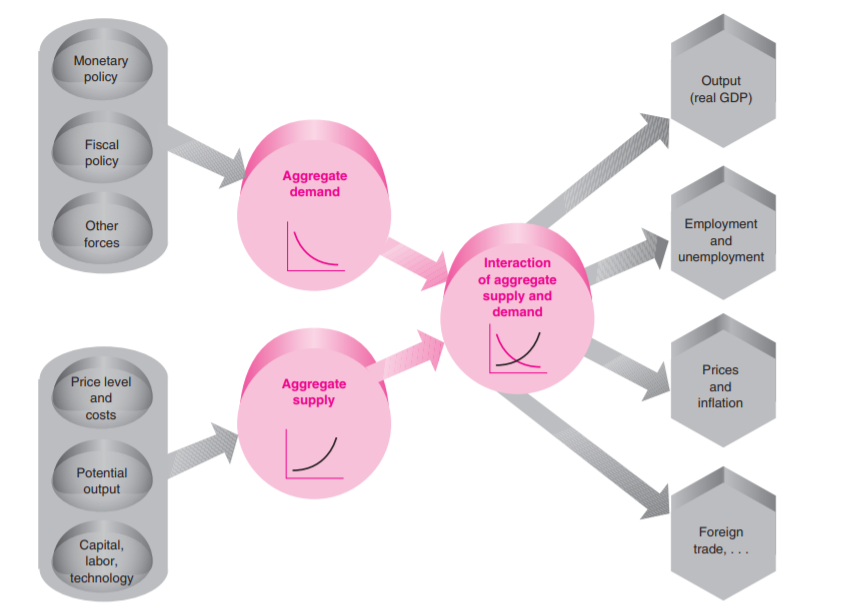 Monetary
policy
Fiscal
policy
Other
forces
Price level
and
costs
Potential
output
Capital,
labor,
technology
Aggregate
demand
Aggregate
supply
Interaction
of aggregate
supply and
demand
Output
(real GDP)
Employment
and
unemployment
Prices
and
inflation
Foreign
trade, . . .